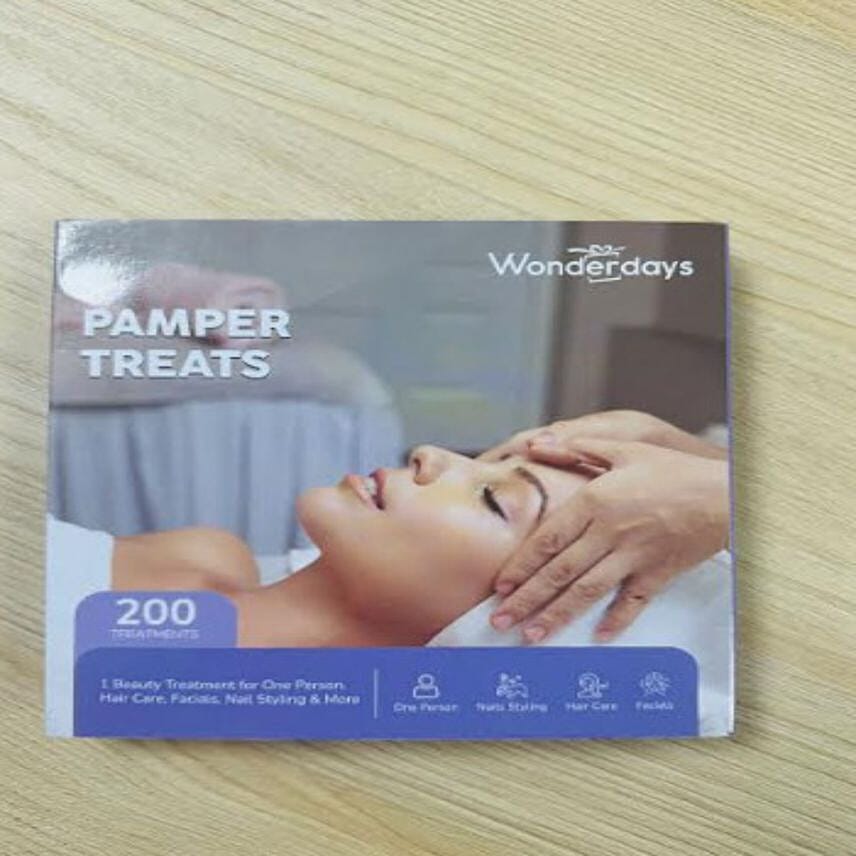 Wonderdays
PAMPER
TREATS
200
TREATMENTS
1 Beauty Treatment for One Person.
Hair Care, Facials, Nail Styling & More
One Person
Nails Styling
Hair Care
Facials